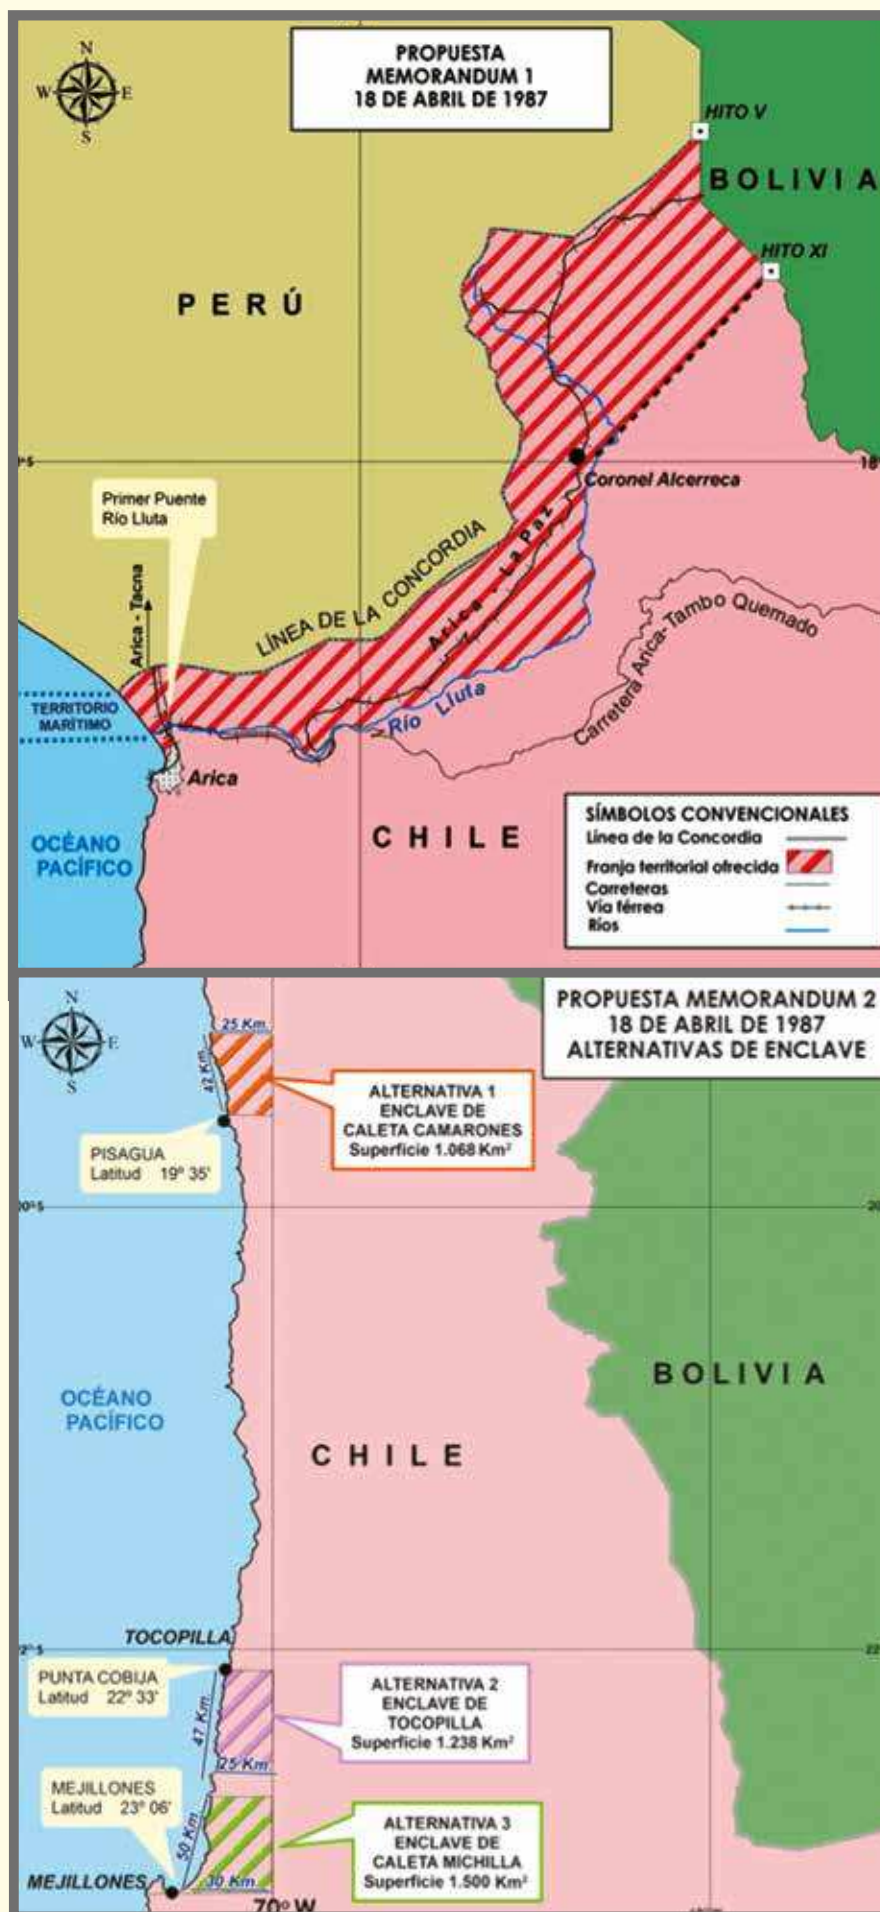 PROPUESTA
MEMORANDUM 1
18 DE ABRIL DE 1987
N
W
E
S
HITO V
BOLIVIA
HITO XI
PERÚ
18°
Coronel Alcerreca
Primer Puente
Río Lluta
LÍNEA DE LA CONCORDIA
Arica - La Paz
Arica - Tacna
Carretera Arica-Tambo Quemado
Río Lluta
TERRITORIO
MARÍTIMO
Arica
OCÉANO
PACÍFICO
CHILE
SÍMBOLOS CONVENCIONALES
Línea de la Concordia
Franja territorial ofrecida
Carreteras
Vía férrea
Ríos
PROPUESTA MEMORANDUM 2
18 DE ABRIL DE 1987
ALTERNATIVAS DE ENCLAVE
N
W
E
S
25 Km.
42 Km.
ALTERNATIVA 1
ENCLAVE DE
CALETA CAMARONES
Superficie 1.068 Km²
PISAGUA
Latitud 19° 35'
BOLIVIA
OCÉANO
PACÍFICO
CHILE
TOCOPILLA
PUNTA COBIJA
Latitud 22° 33'
47 Km.
25 Km.
ALTERNATIVA 2
ENCLAVE DE
TOCOPILLA
Superficie 1.238 Km²
MEJILLONES
Latitud 23° 06'
50 Km.
30 Km.
ALTERNATIVA 3
ENCLAVE DE
CALETA MICHILLA
Superficie 1.500 Km²
MEJILLONES
70° W